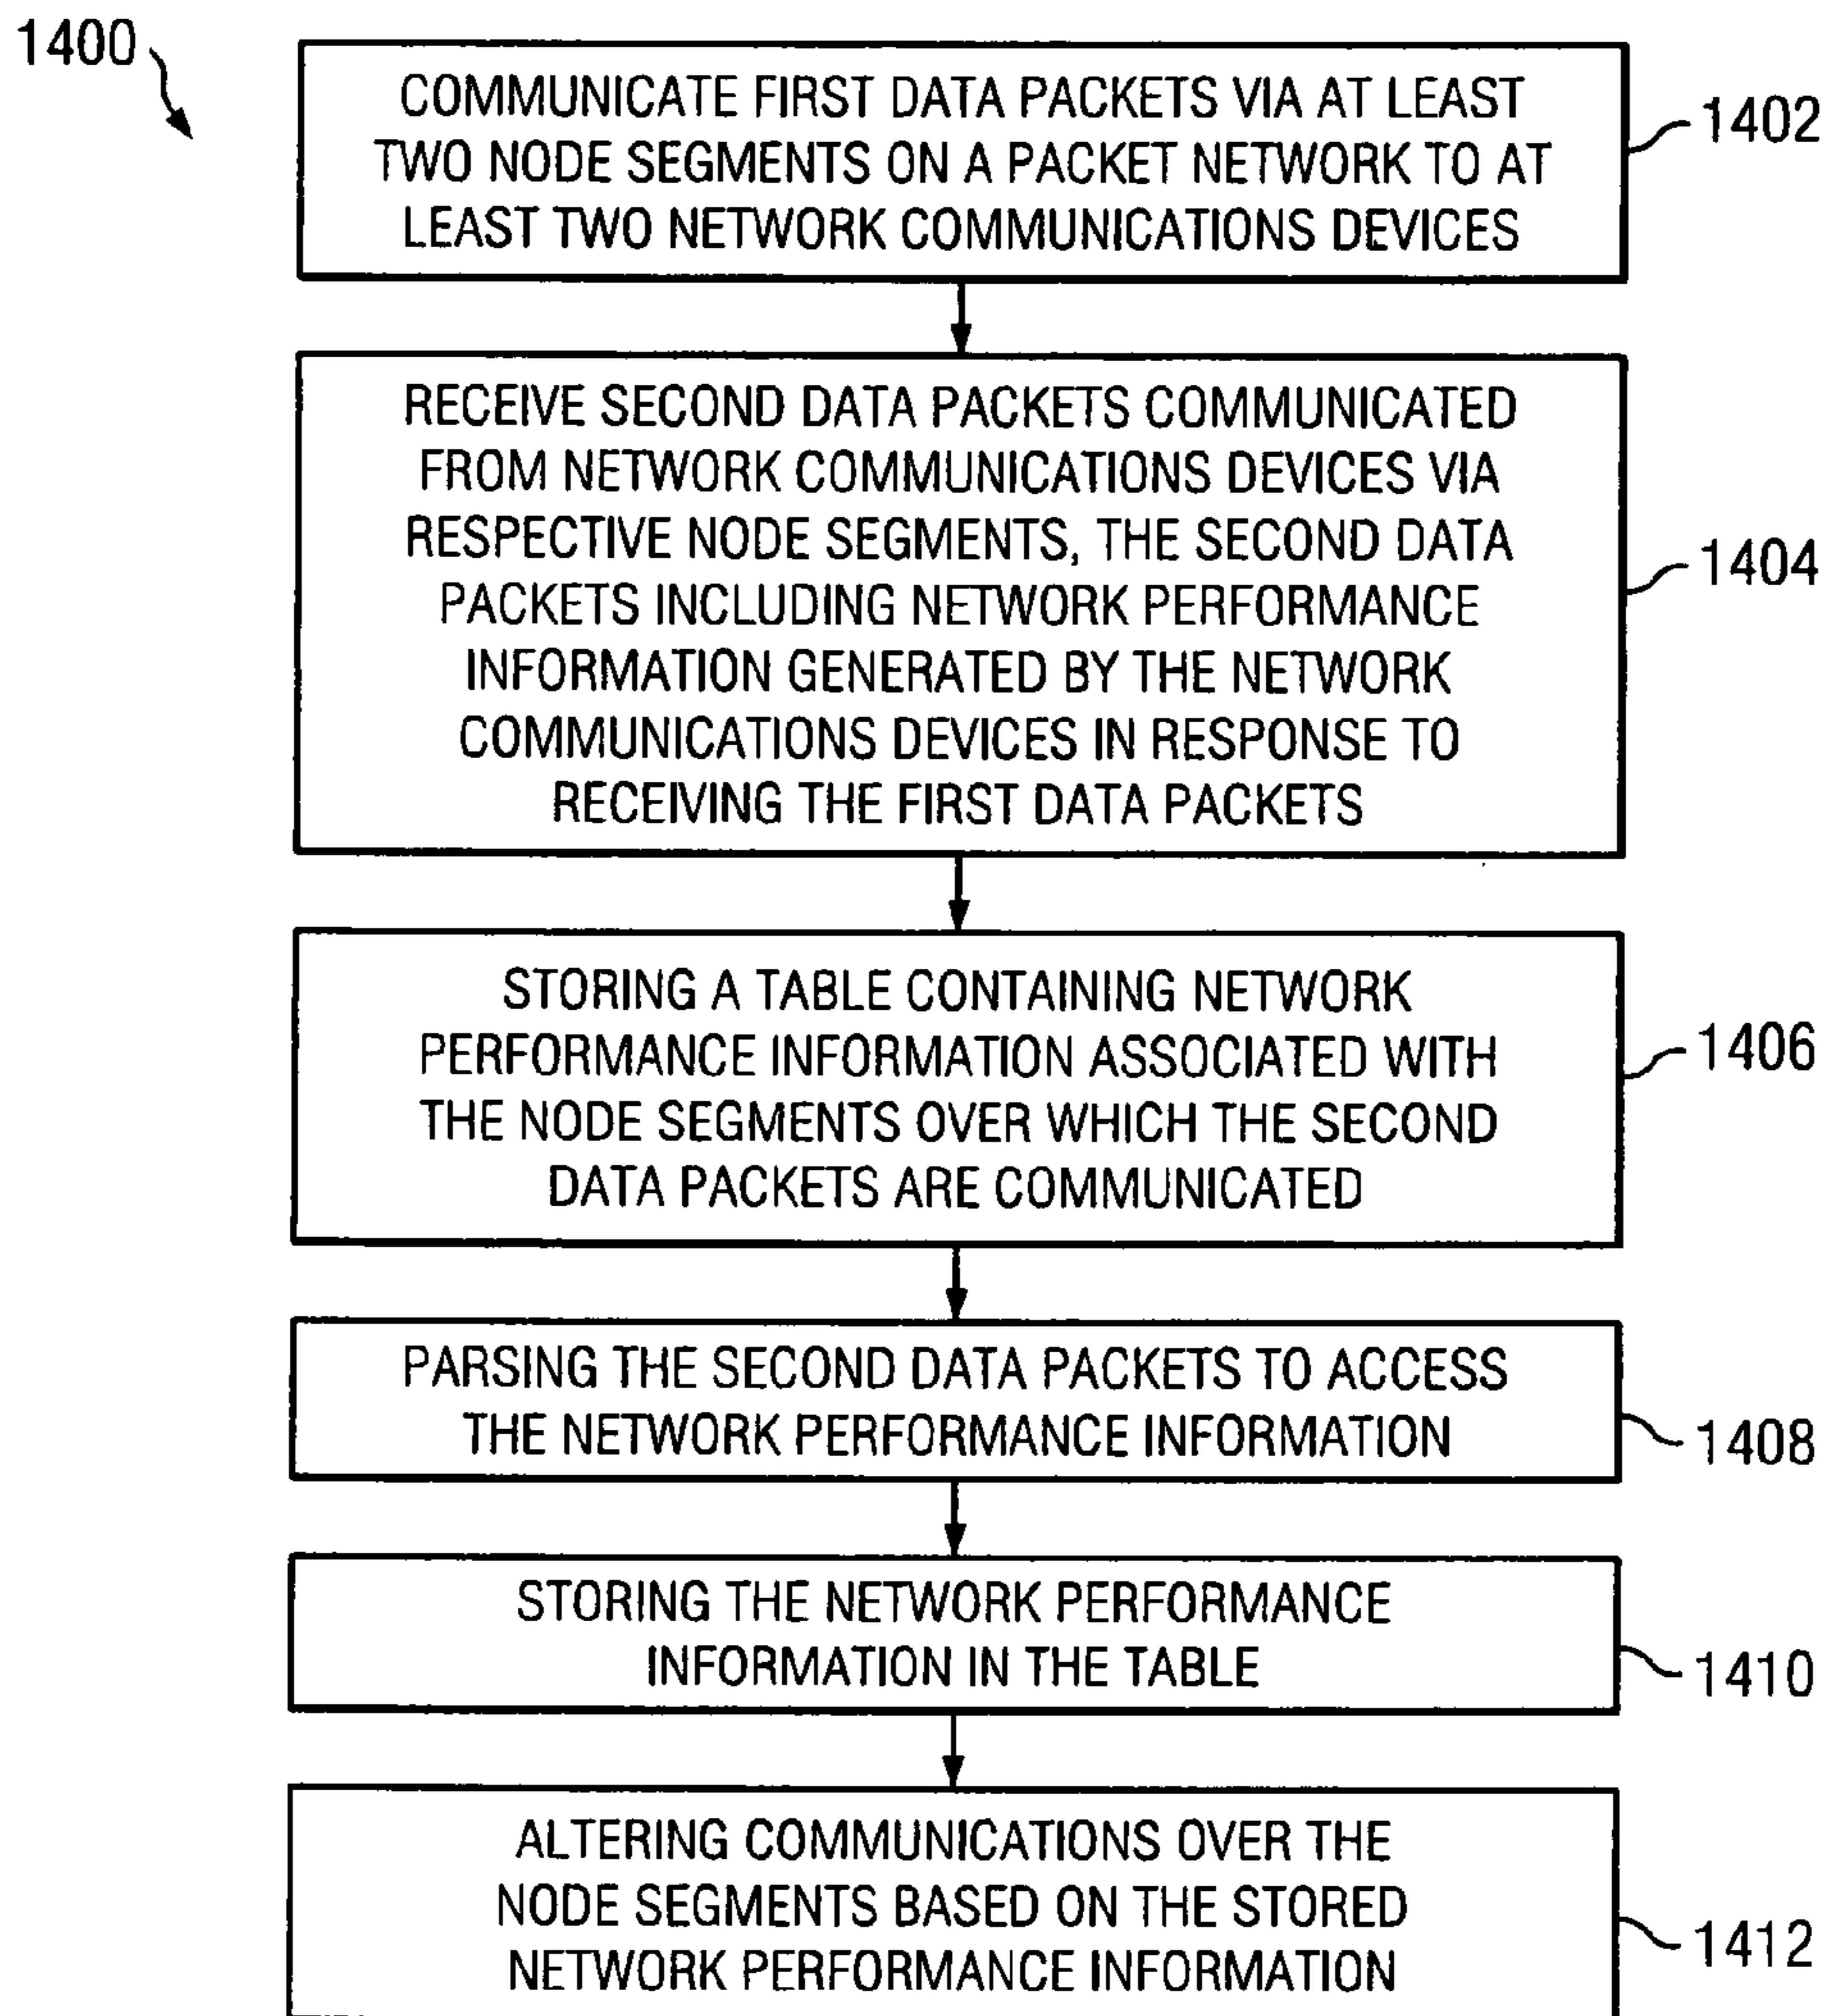 1400
COMMUNICATE FIRST DATA PACKETS VIA AT LEAST
TWO NODE SEGMENTS ON A PACKET NETWORK TO AT
LEAST TWO NETWORK COMMUNICATIONS DEVICES
1402
RECEIVE SECOND DATA PACKETS COMMUNICATED
FROM NETWORK COMMUNICATIONS DEVICES VIA
RESPECTIVE NODE SEGMENTS, THE SECOND DATA
PACKETS INCLUDING NETWORK PERFORMANCE
INFORMATION GENERATED BY THE NETWORK
COMMUNICATIONS DEVICES IN RESPONSE TO
RECEIVING THE FIRST DATA PACKETS
1404
STORING A TABLE CONTAINING NETWORK
PERFORMANCE INFORMATION ASSOCIATED WITH
THE NODE SEGMENTS OVER WHICH THE SECOND
DATA PACKETS ARE COMMUNICATED
1406
PARSING THE SECOND DATA PACKETS TO ACCESS
THE NETWORK PERFORMANCE INFORMATION
1408
STORING THE NETWORK PERFORMANCE
INFORMATION IN THE TABLE
1410
ALTERING COMMUNICATIONS OVER THE
NODE SEGMENTS BASED ON THE STORED
NETWORK PERFORMANCE INFORMATION
1412